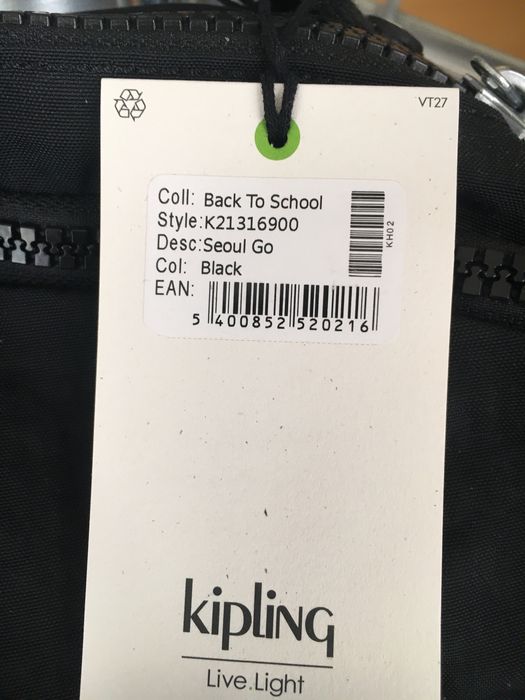 VT27
Coll: Back To School
Style:K21316900
Desc:Seoul Go
Col: Black
EAN:
5 400852 520216
KH02
kipling
Live.Light